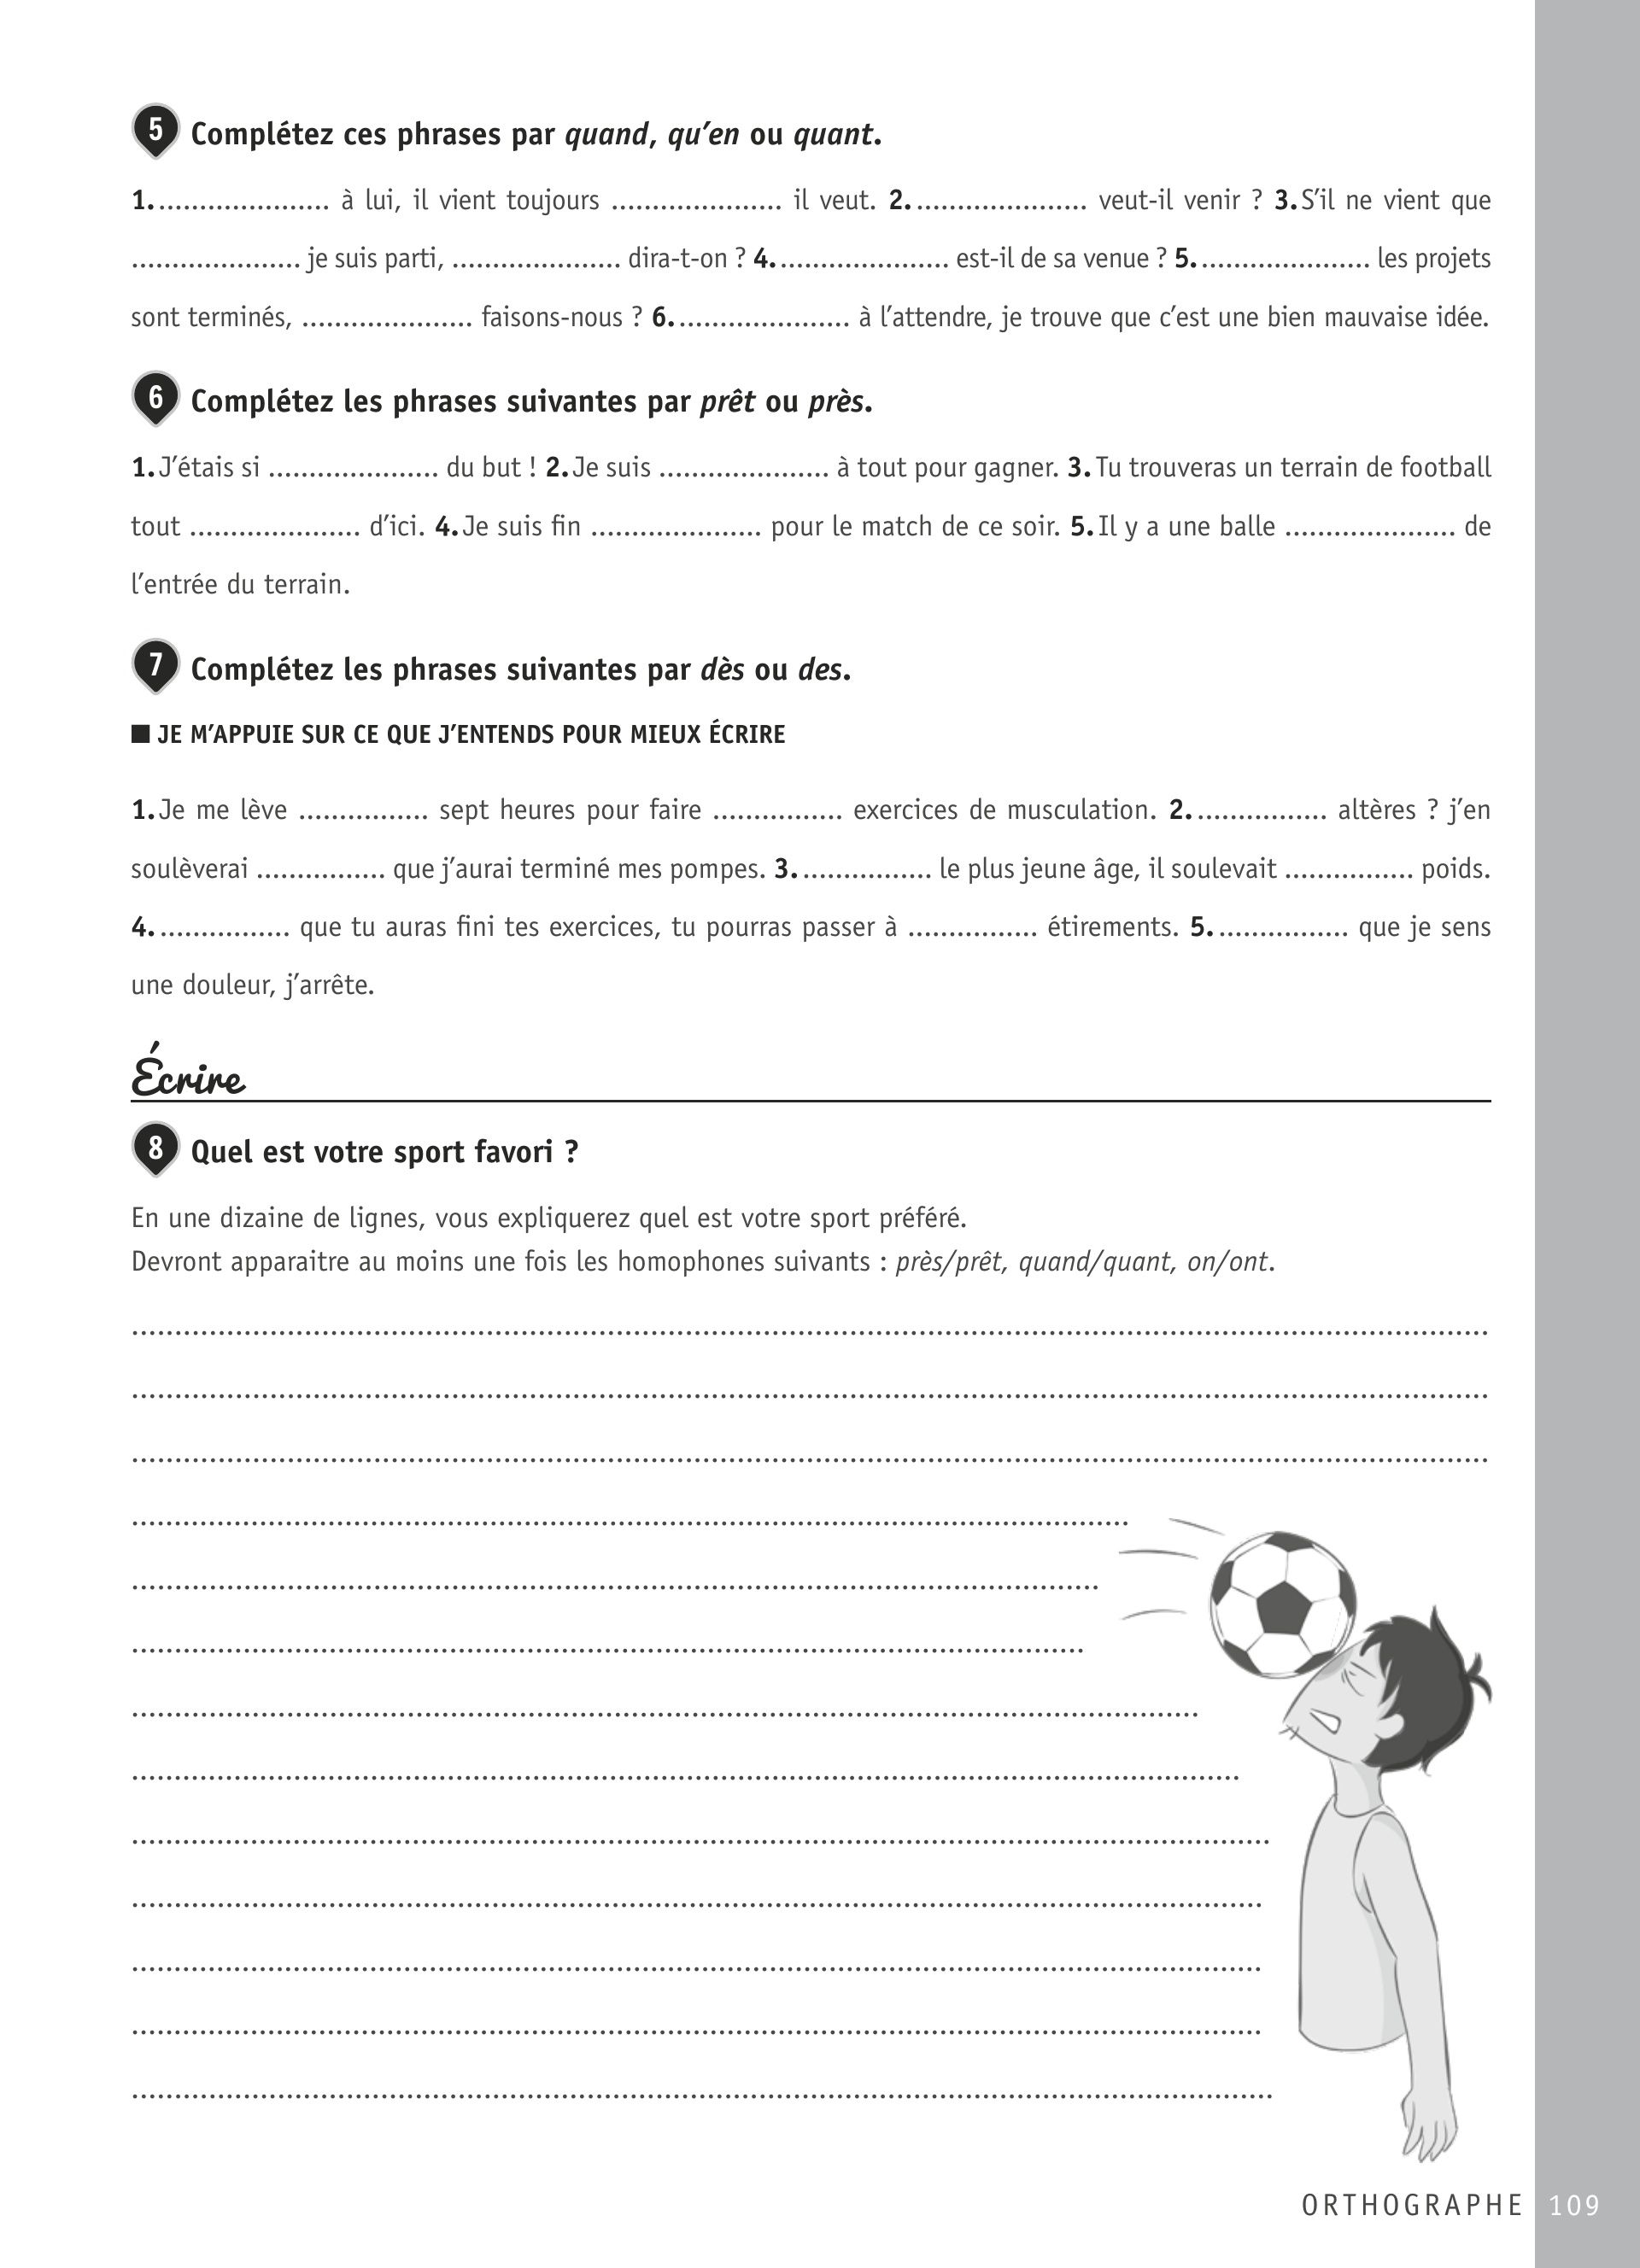 5 Complétez ces phrases par quand, qu’en ou quant.
1. ..................... à lui, il vient toujours ..................... il veut. 2. ..................... veut-il venir ? 3. S’il ne vient que
..................... je suis parti, ..................... dira-t-on ? 4. ..................... est-il de sa venue ? 5. ..................... les projets
sont terminés, ..................... faisons-nous ? 6. ..................... à l’attendre, je trouve que c’est une bien mauvaise idée.
6 Complétez les phrases suivantes par prêt ou près.
1. J’étais si ..................... du but ! 2. Je suis ..................... à tout pour gagner. 3. Tu trouveras un terrain de football
tout ..................... d’ici. 4. Je suis fin ..................... pour le match de ce soir. 5. Il y a une balle ..................... de
l’entrée du terrain.
7 Complétez les phrases suivantes par dès ou des.
■ JE M’APPUIE SUR CE QUE J’ENTENDS POUR MIEUX ÉCRIRE
1. Je me lève ................ sept heures pour faire ................ exercices de musculation. 2. ................ altères ? j’en
soulèverai ................ que j’aurai terminé mes pompes. 3. ................ le plus jeune âge, il soulevait ................ poids.
4. ................ que tu auras fini tes exercices, tu pourras passer à ................ étirements. 5. ................ que je sens
une douleur, j’arrête.
Écrire
8 Quel est votre sport favori ?
En une dizaine de lignes, vous expliquerez quel est votre sport préféré.
Devront apparaitre au moins une fois les homophones suivants : près/prêt, quand/quant, on/ont.
ORTHOGRAPHE 109